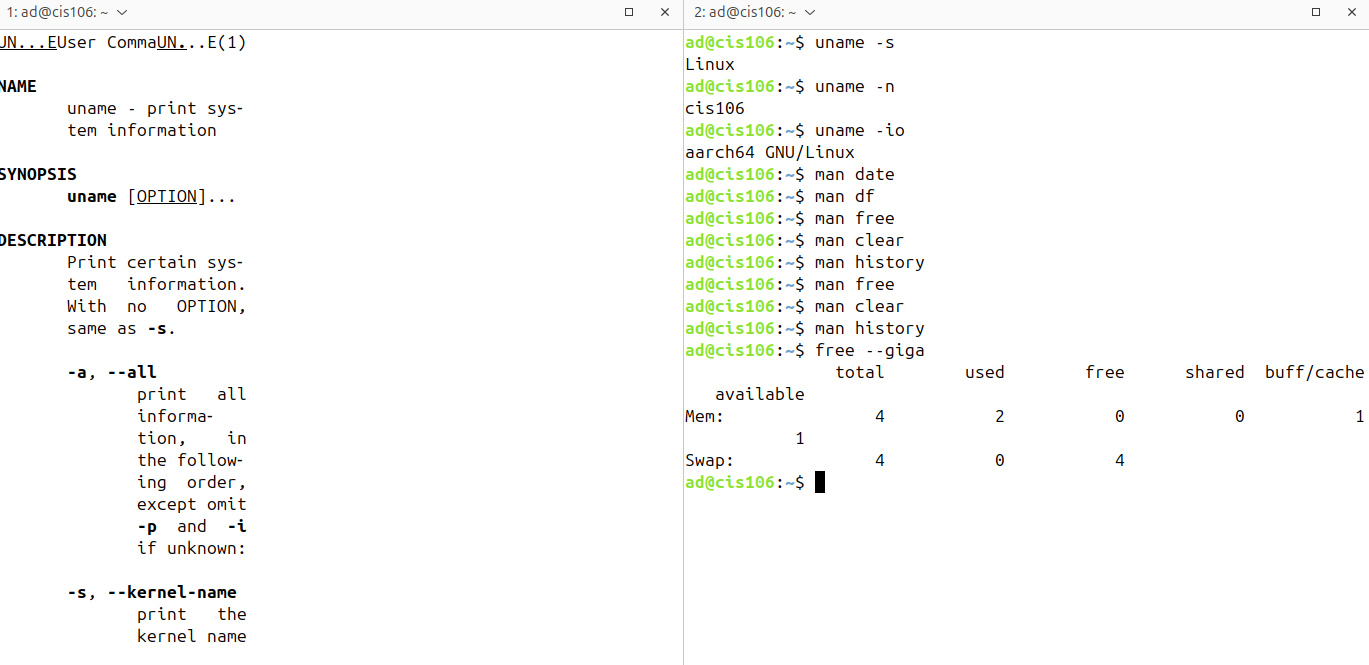 1: ad@cis106: ~
UN...EUser CommaUN...E(1)
NAME
uname - print sys-
tem information
SYNOPSIS
uname [OPTION]...
DESCRIPTION
Print certain sys-
tem information.
With no OPTION,
same as -s.
-a, --all
print all
informa-
tion, in
the follow-
ing order,
except omit
-p and -i
if unknown:
-s, --kernel-name
print the
kernel name
2: ad@cis106: ~
ad@cis106:~$ uname -s
Linux
ad@cis106:~$ uname -n
cis106
ad@cis106:~$ uname -io
aarch64 GNU/Linux
ad@cis106:~$ man date
ad@cis106:~$ man df
ad@cis106:~$ man free
ad@cis106:~$ man clear
ad@cis106:~$ man history
ad@cis106:~$ man free
ad@cis106:~$ man clear
ad@cis106:~$ man history
ad@cis106:~$ free --giga
total used free shared buff/cache
available
Mem: 4 2 0 0 1
1
Swap: 4 0 4
ad@cis106:~$